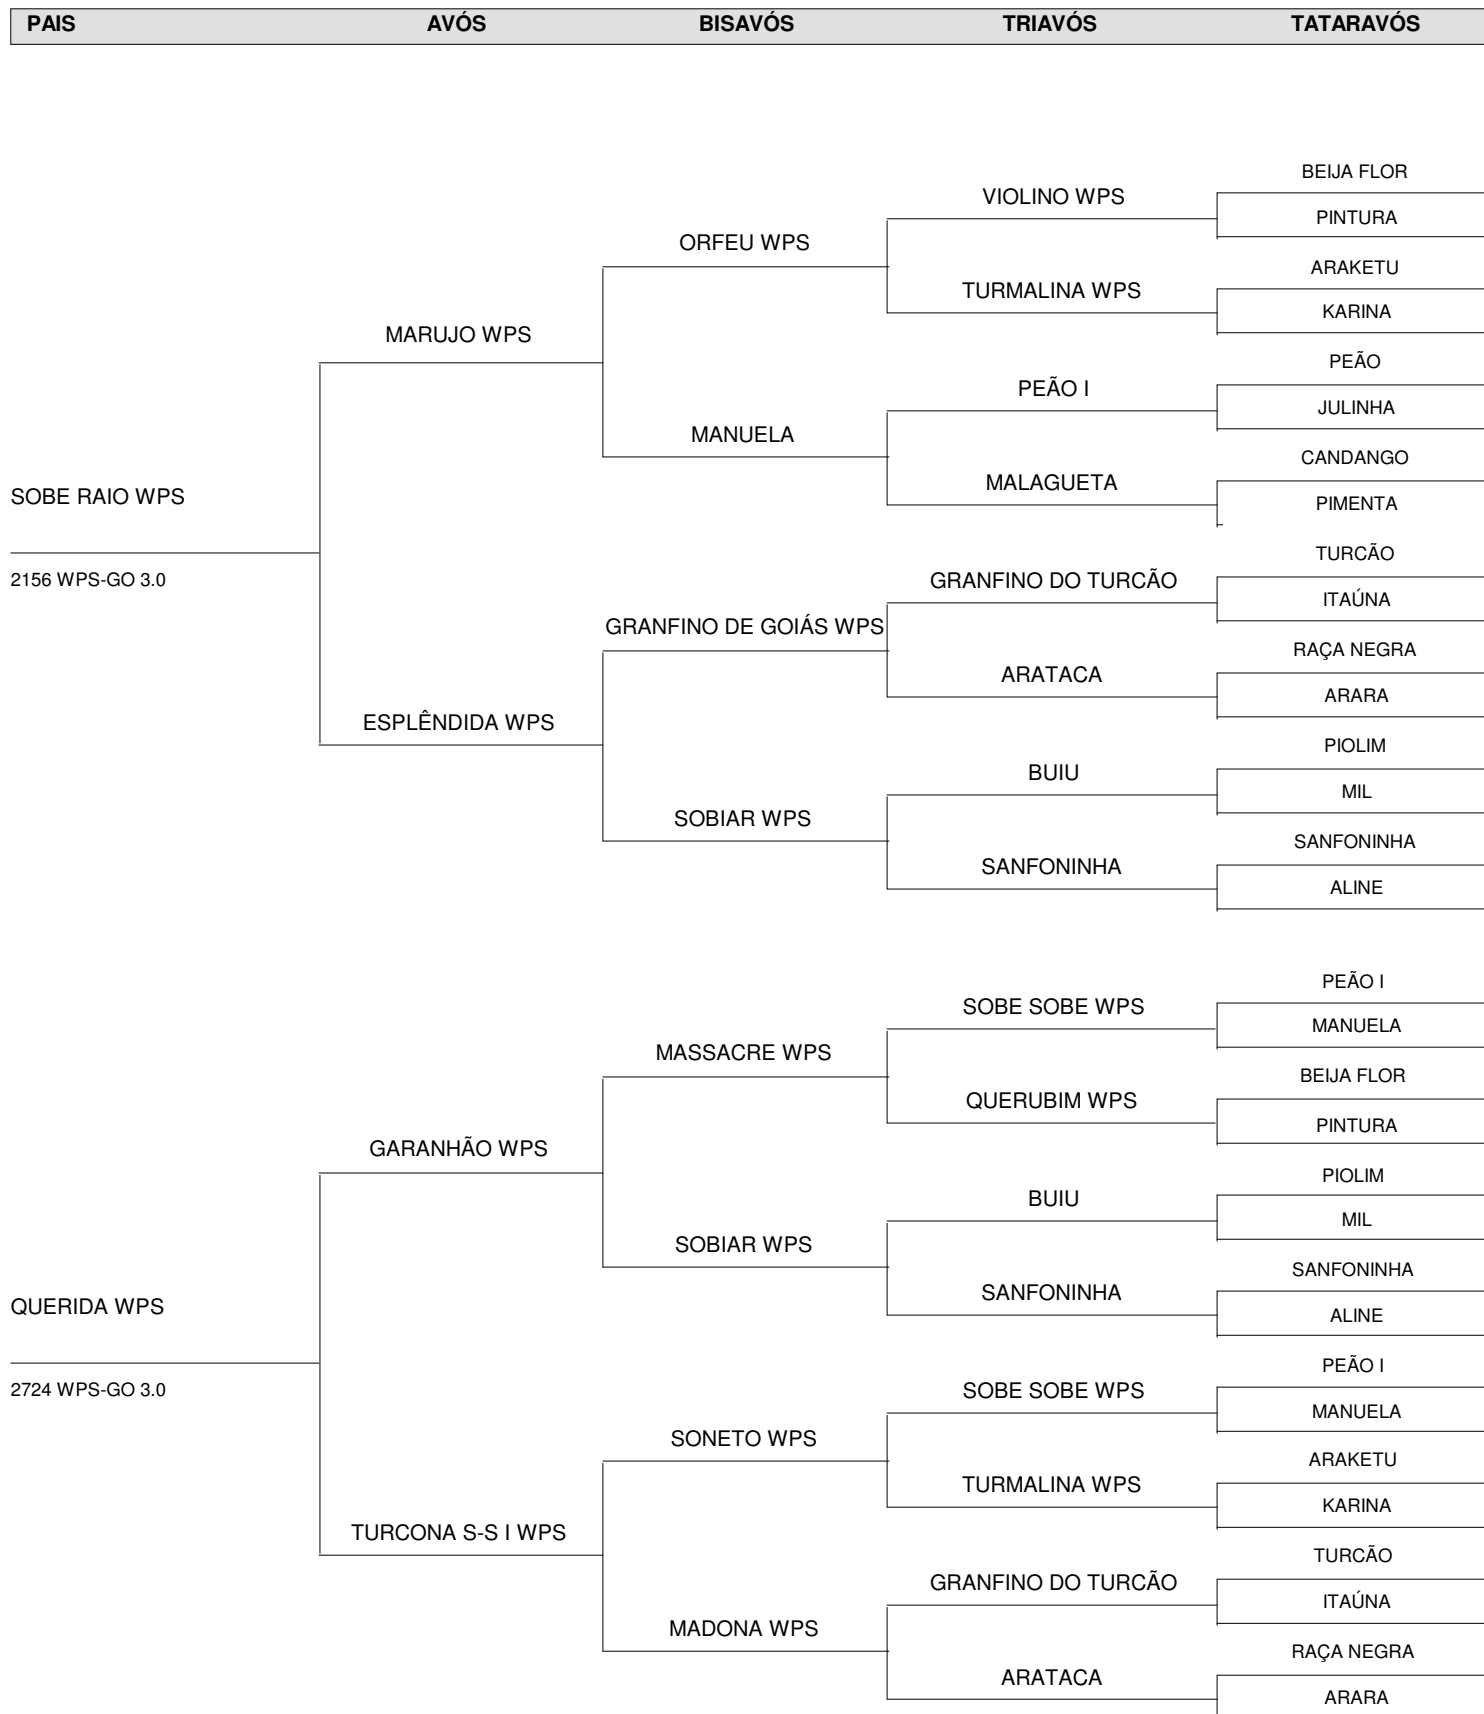 PAIS AVÓS BISAVÓS TRIAVÓS TATARAVÓS
BEIJA FLOR
VIOLINO WPS
PINTURA
ORFEU WPS
ARAKETU
TURMALINA WPS
KARINA
MARUJO WPS
PEÃO
PEÃO I
JULINHA
MANUELA
CANDANGO
MALAGUETA
SOBE RAIO WPS
PIMENTA
TURCÃO
2156 WPS-GO 3.0
GRANFINO DO TURCÃO
ITAÚNA
GRANFINO DE GOIÁS WPS
RAÇA NEGRA
ARATACA
ARARA
ESPLÊNDIDA WPS
PIOLIM
BUIU
MIL
SOBIAR WPS
SANFONINHA
SANFONINHA
ALINE
PEÃO I
SOBE SOBE WPS
MANUELA
MASSACRE WPS
BEIJA FLOR
QUERUBIM WPS
PINTURA
GARANHÃO WPS
PIOLIM
BUIU
MIL
SOBIAR WPS
SANFONINHA
SANFONINHA
QUERIDA WPS
ALINE
PEÃO I
2724 WPS-GO 3.0
SOBE SOBE WPS
MANUELA
SONETO WPS
ARAKETU
TURMALINA WPS
KARINA
TURCONA S-S I WPS
TURCÃO
GRANFINO DO TURCÃO
ITAÚNA
MADONA WPS
RAÇA NEGRA
ARATACA
ARARA